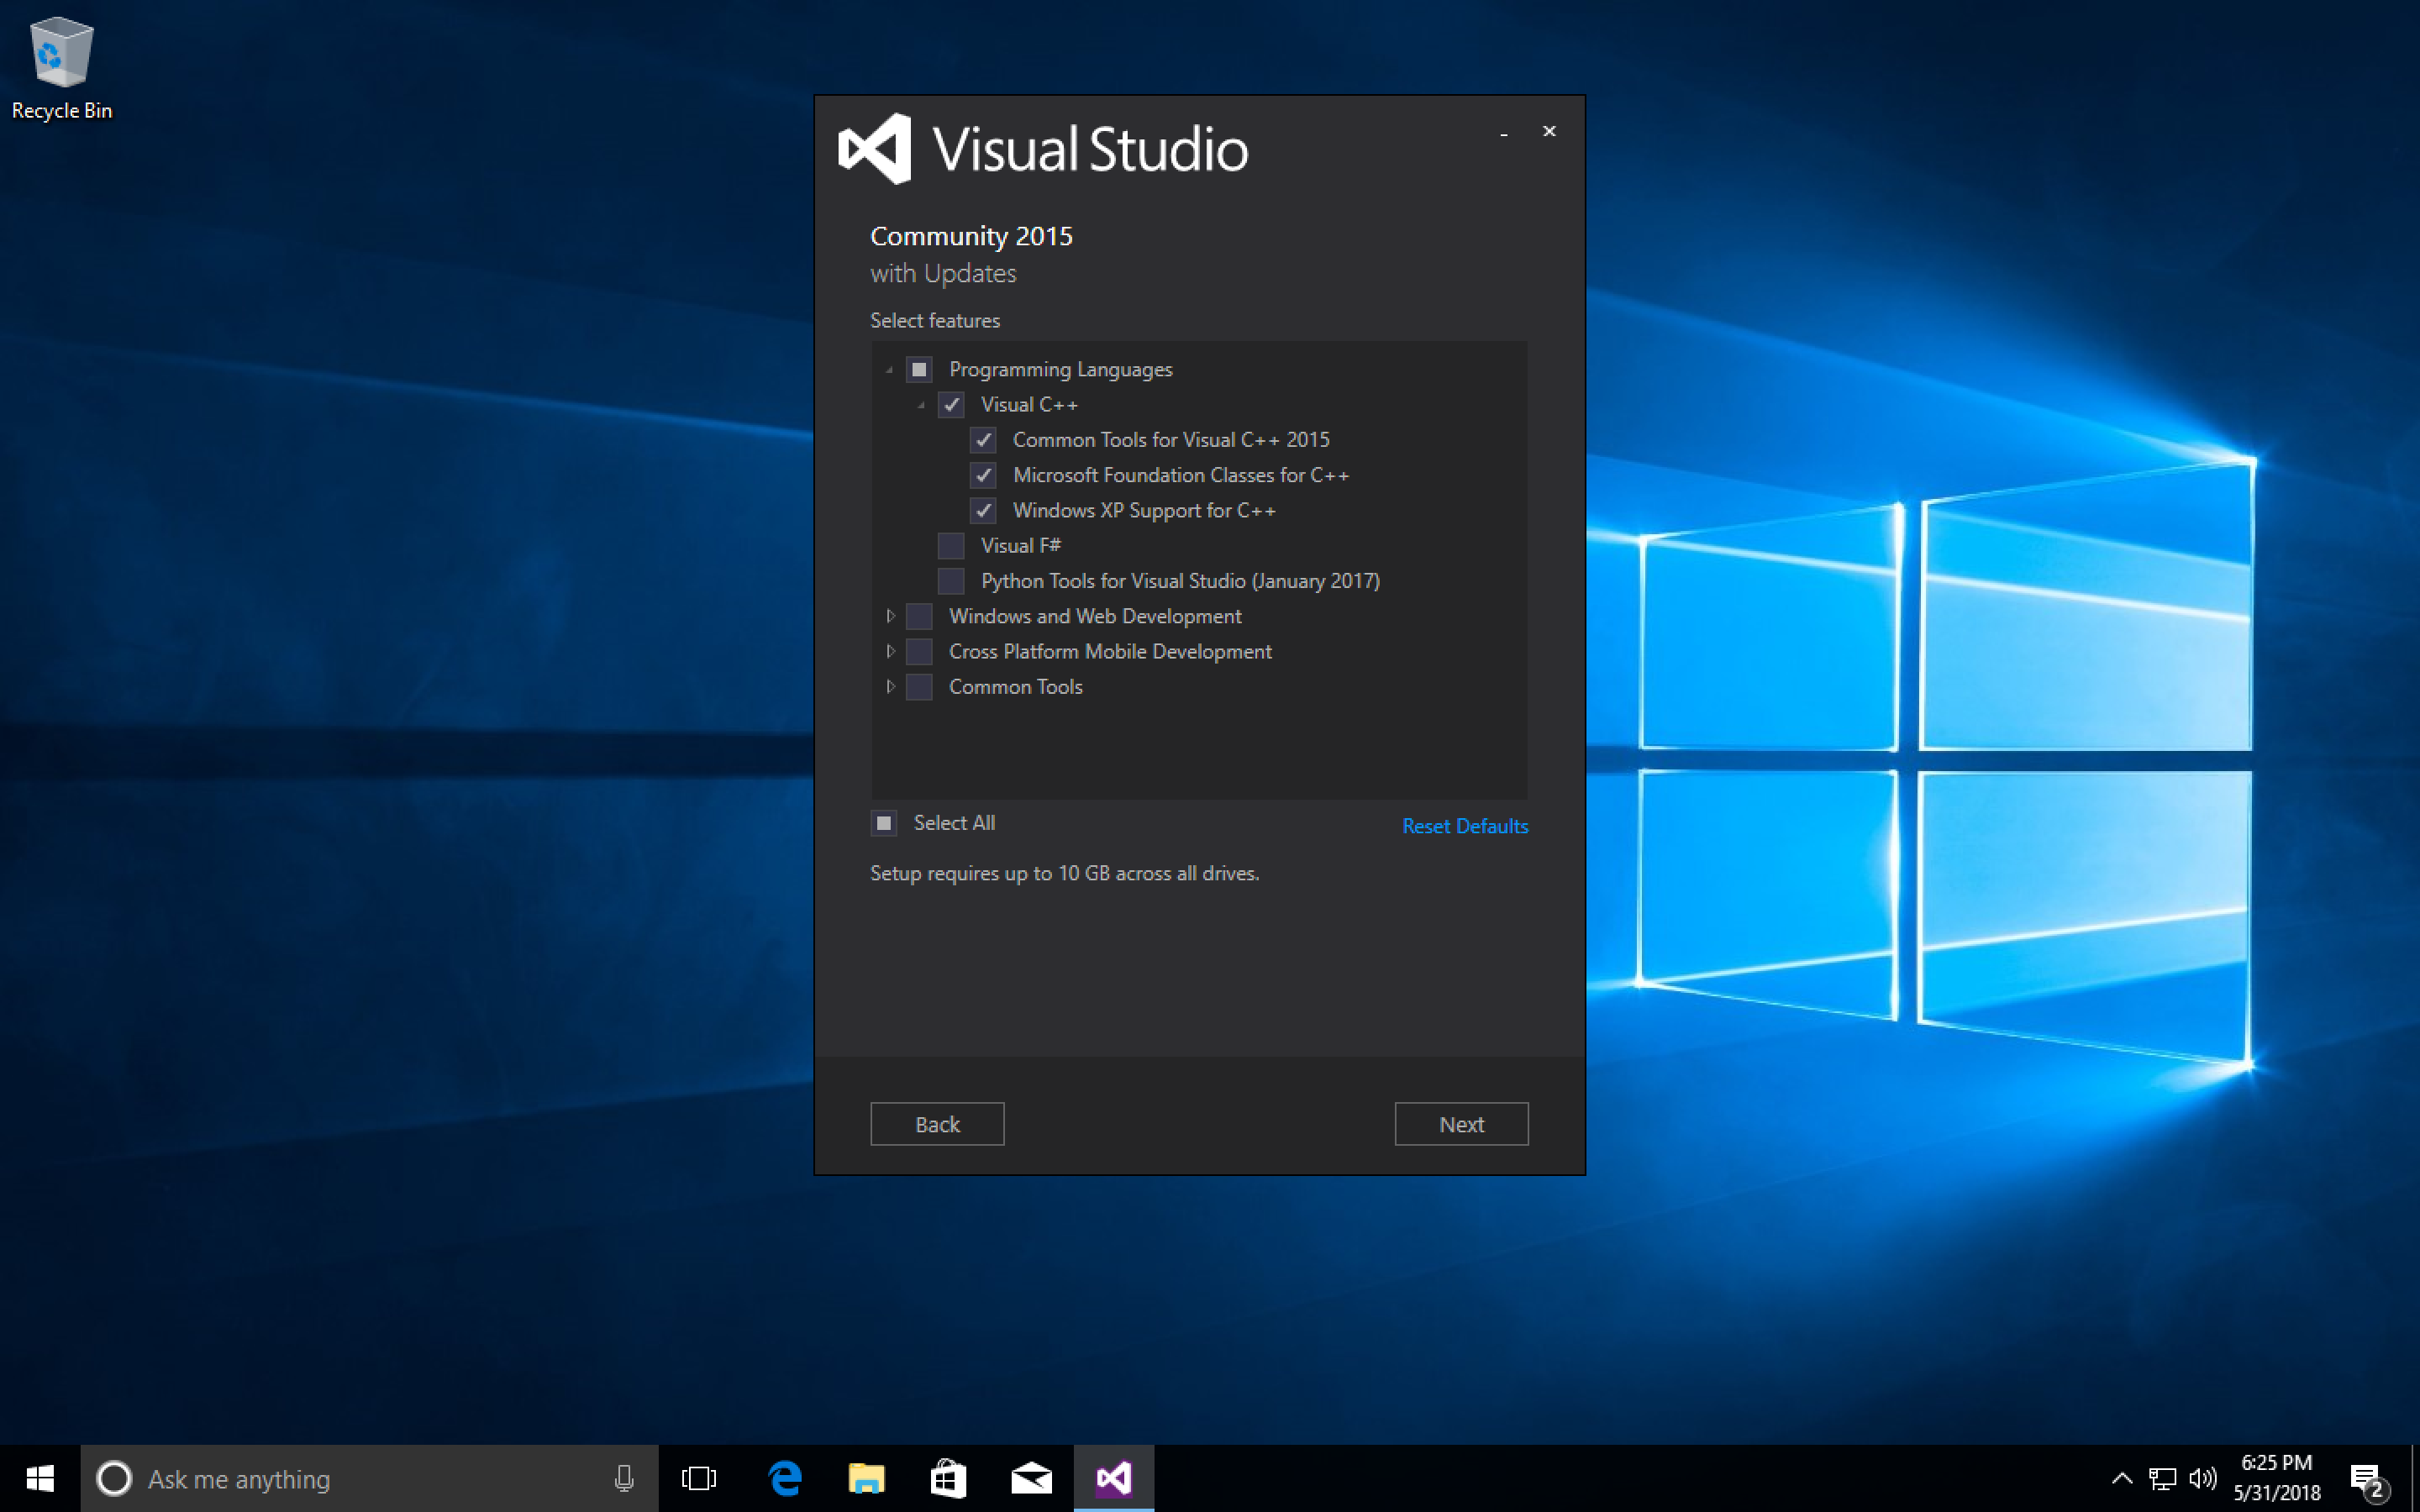 Recycle Bin
Visual Studio
Community 2015
with Updates
Select features
Programming Languages
Visual C++
Common Tools for Visual C++ 2015
Microsoft Foundation Classes for C++
Windows XP Support for C++
Visual F#
Python Tools for Visual Studio (January 2017)
Windows and Web Development
Cross Platform Mobile Development
Common Tools
Select All
Reset Defaults
Setup requires up to 10 GB across all drives.
Back
Next
Ask me anything
6:25 PM
5/31/2018
2